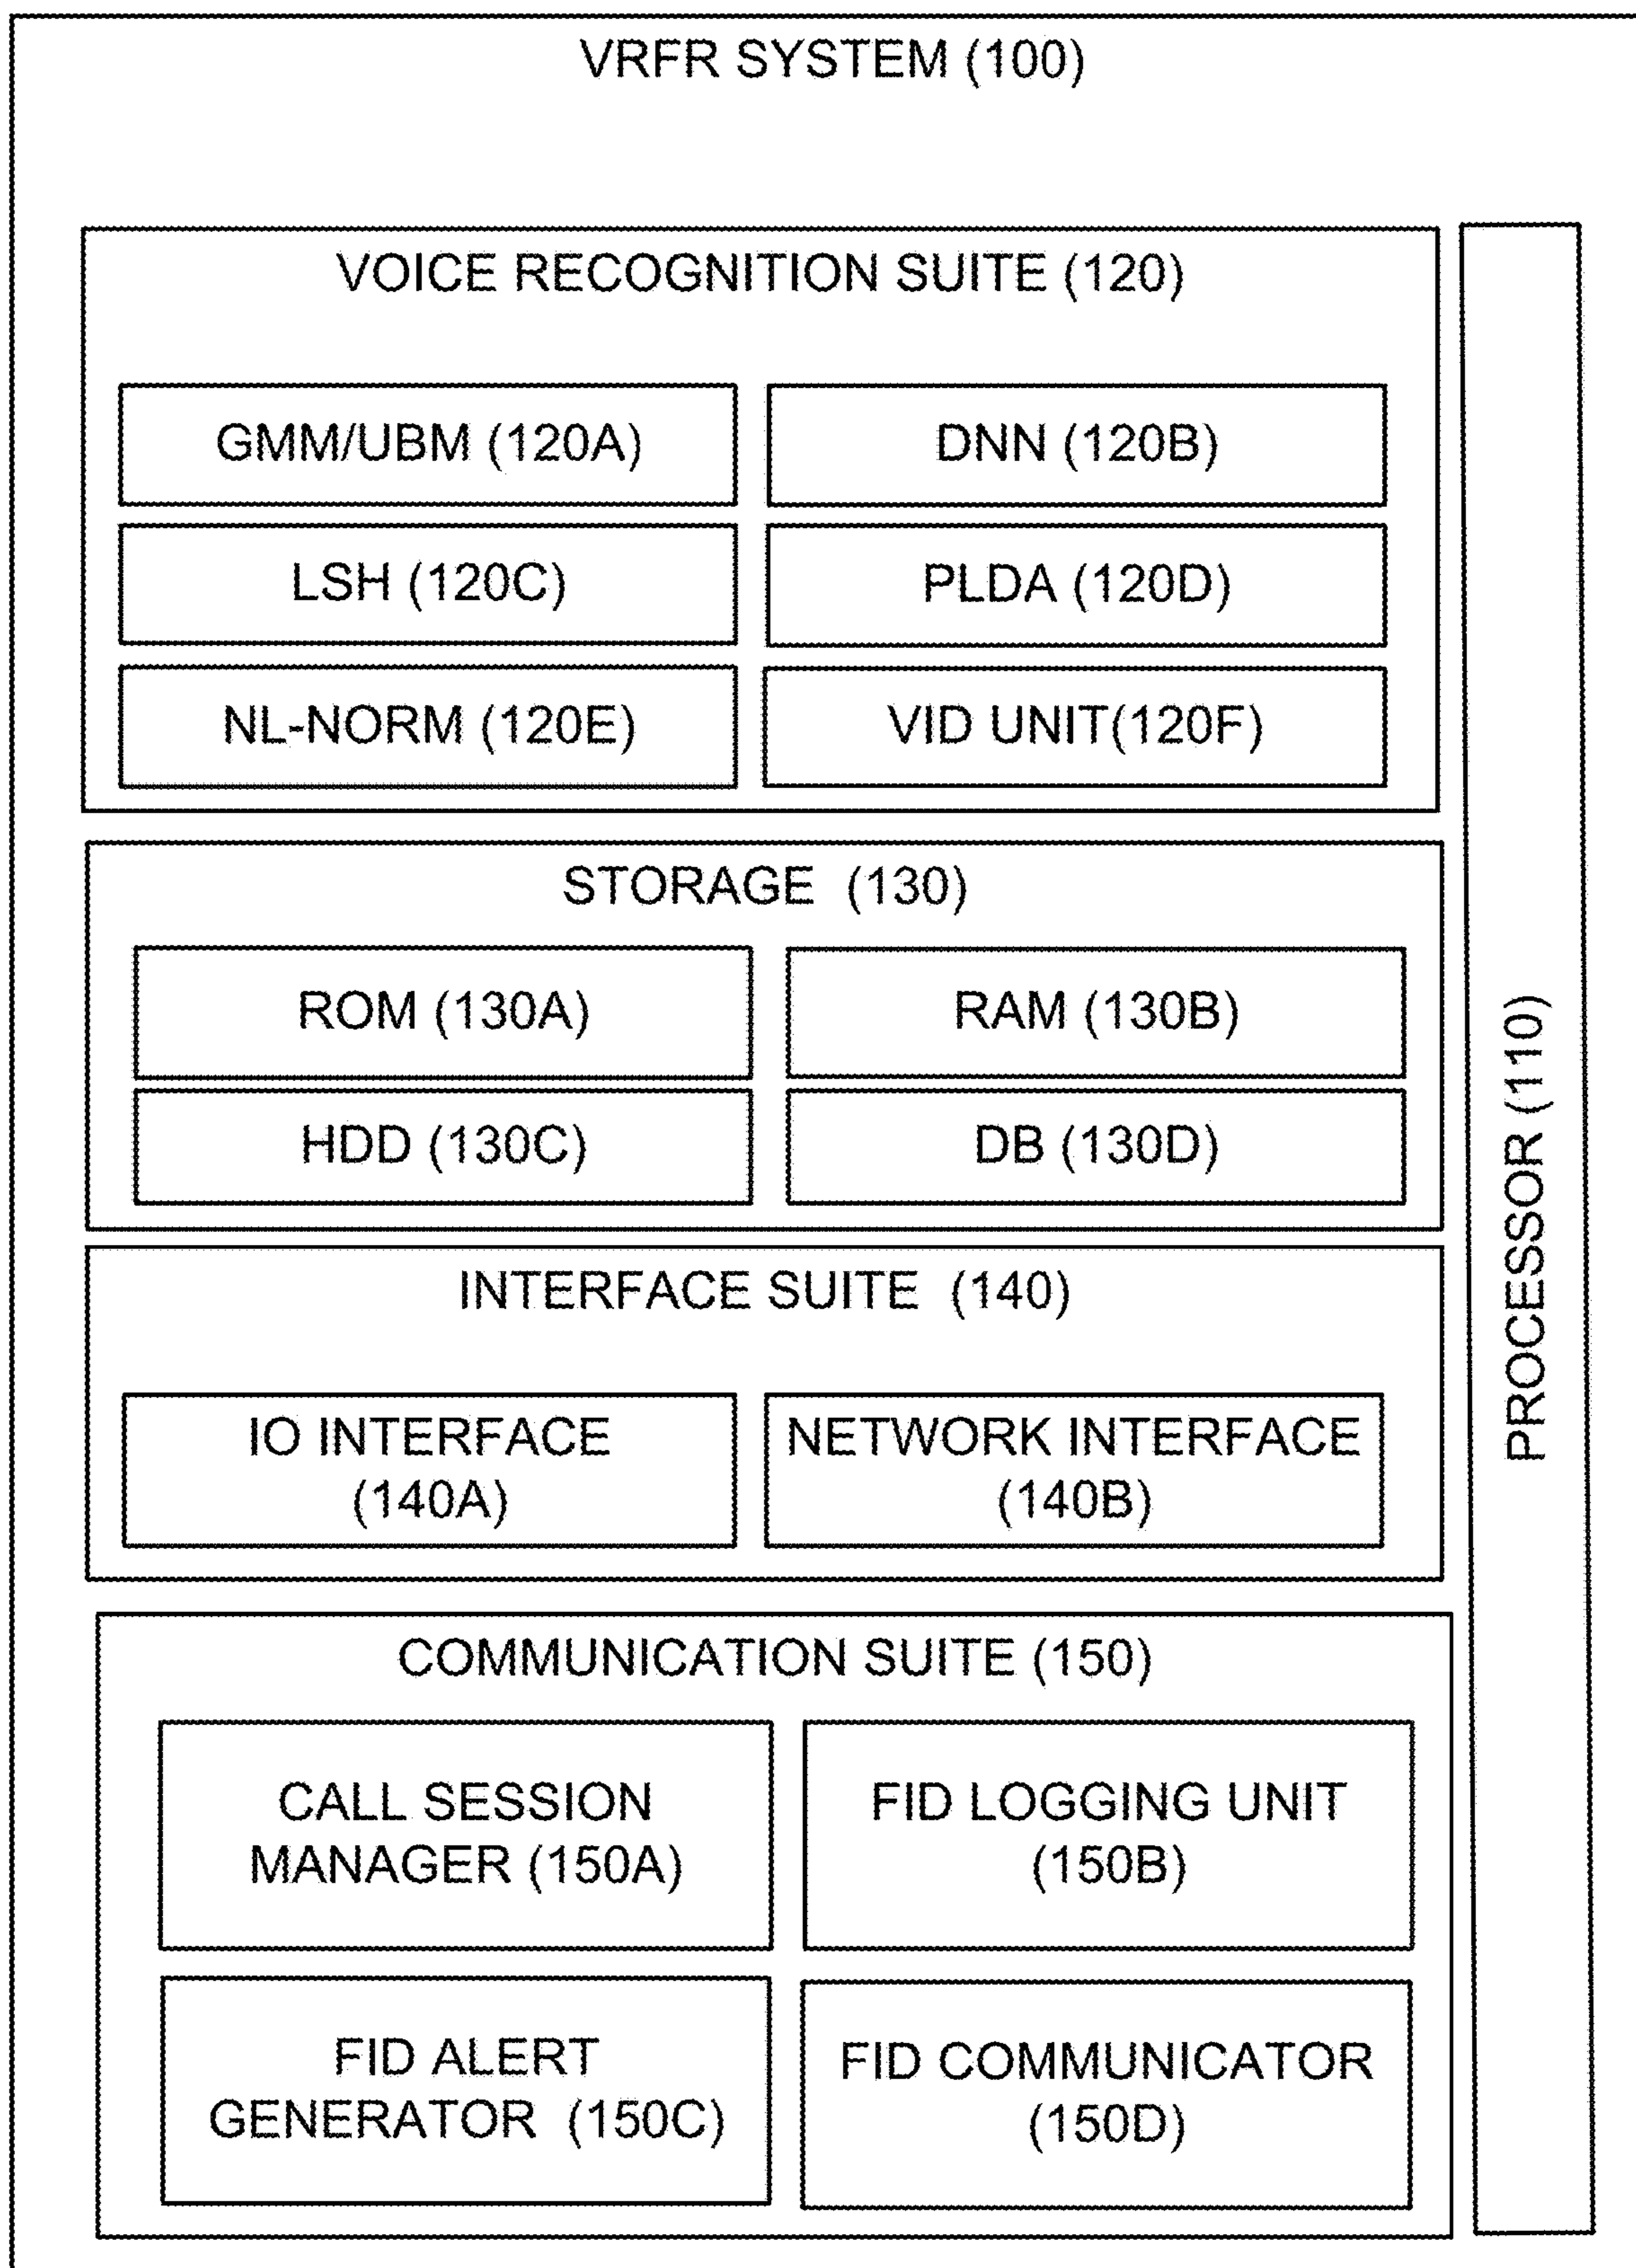 VRFR SYSTEM (100)
VOICE RECOGNITION SUITE (120)
GMM/UBM (120A)
DNN (120B)
LSH (120C)
PLDA (120D)
NL-NORM (120E)
VID UNIT(120F)
STORAGE (130)
ROM (130A)
RAM (130B)
HDD (130C)
DB (130D)
INTERFACE SUITE (140)
IO INTERFACE
(140A)
NETWORK INTERFACE
(140B)
COMMUNICATION SUITE (150)
CALL SESSION
MANAGER (150A)
FID LOGGING UNIT
(150B)
FID ALERT
GENERATOR (150C)
FID COMMUNICATOR
(150D)
PROCESSOR (110)